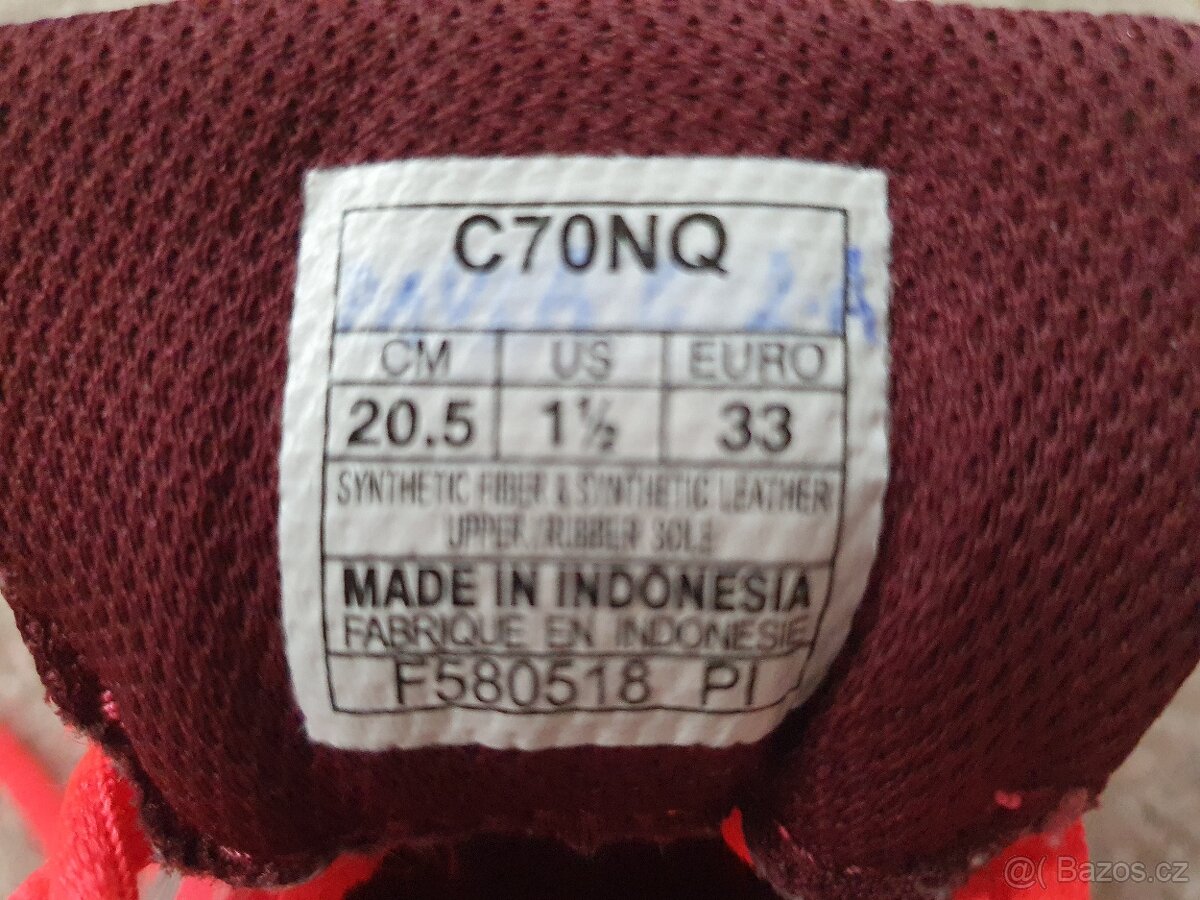 C70NQ
CM US EURO
20.5 1½ 33
SYNTHETIC FIBER & SYNTHETIC LEATHER
UPPER / RUBBER SOLE
MADE IN INDONESIA
FABRIQUE EN INDONESIE
F580518 PI
@( Bazos.cz